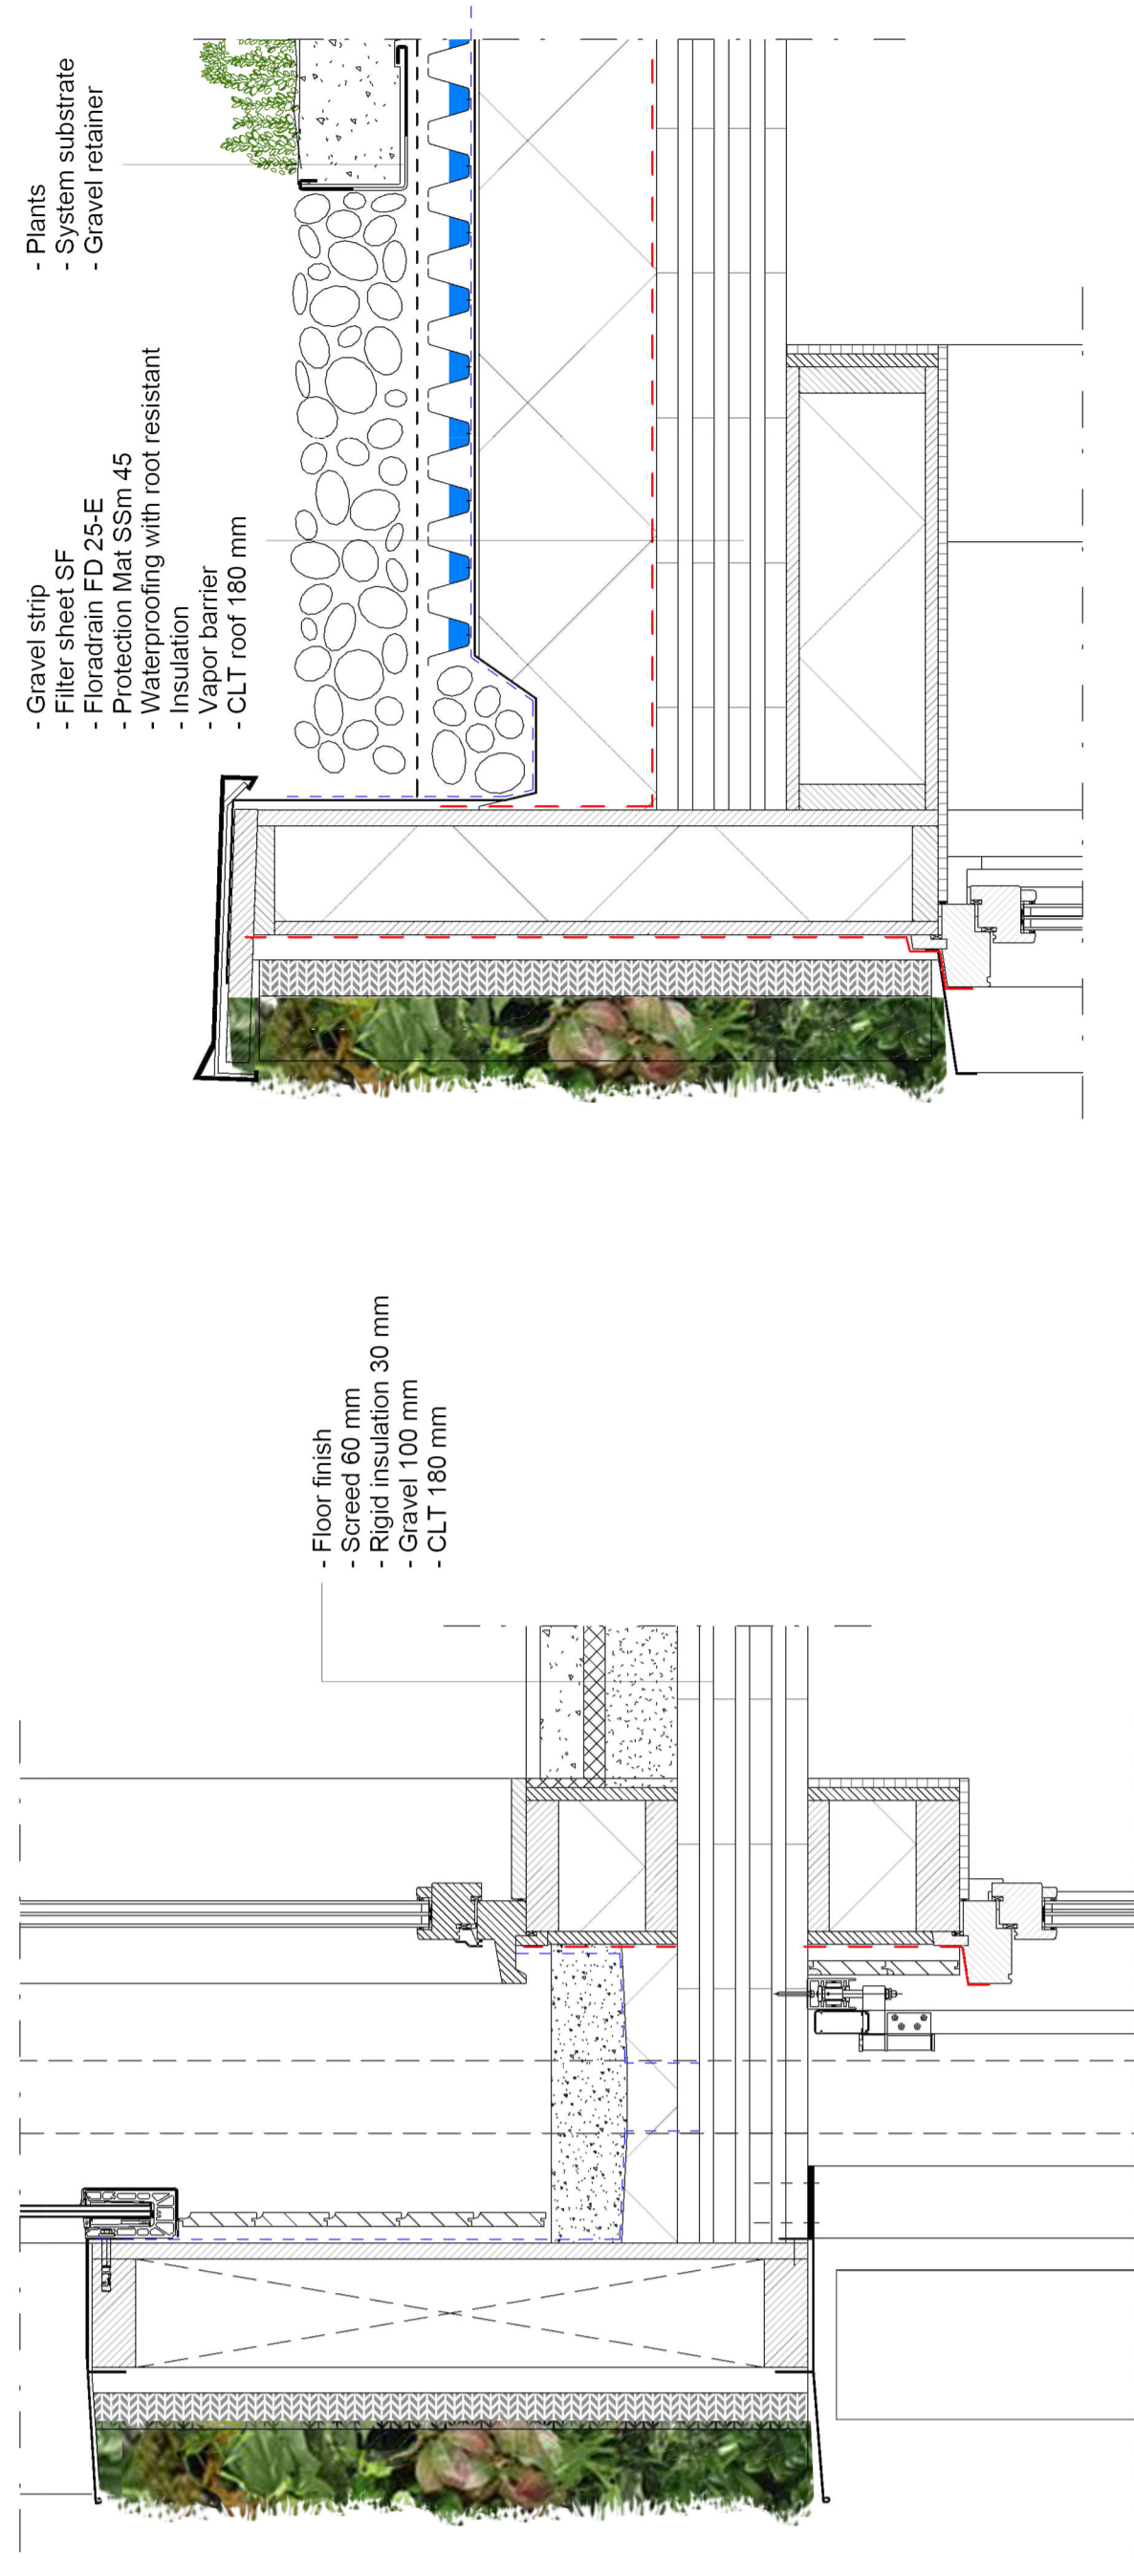 - Plants
- System substrate
- Gravel retainer
- Gravel strip
- Filter sheet SF
- Floradrain FD 25-E
- Protection Mat SSm 45
- Waterproofing with root resistant
- Insulation
- Vapor barrier
- CLT roof 180 mm
- Floor finish
- Screed 60 mm
- Rigid insulation 30 mm
- Gravel 100 mm
- CLT 180 mm